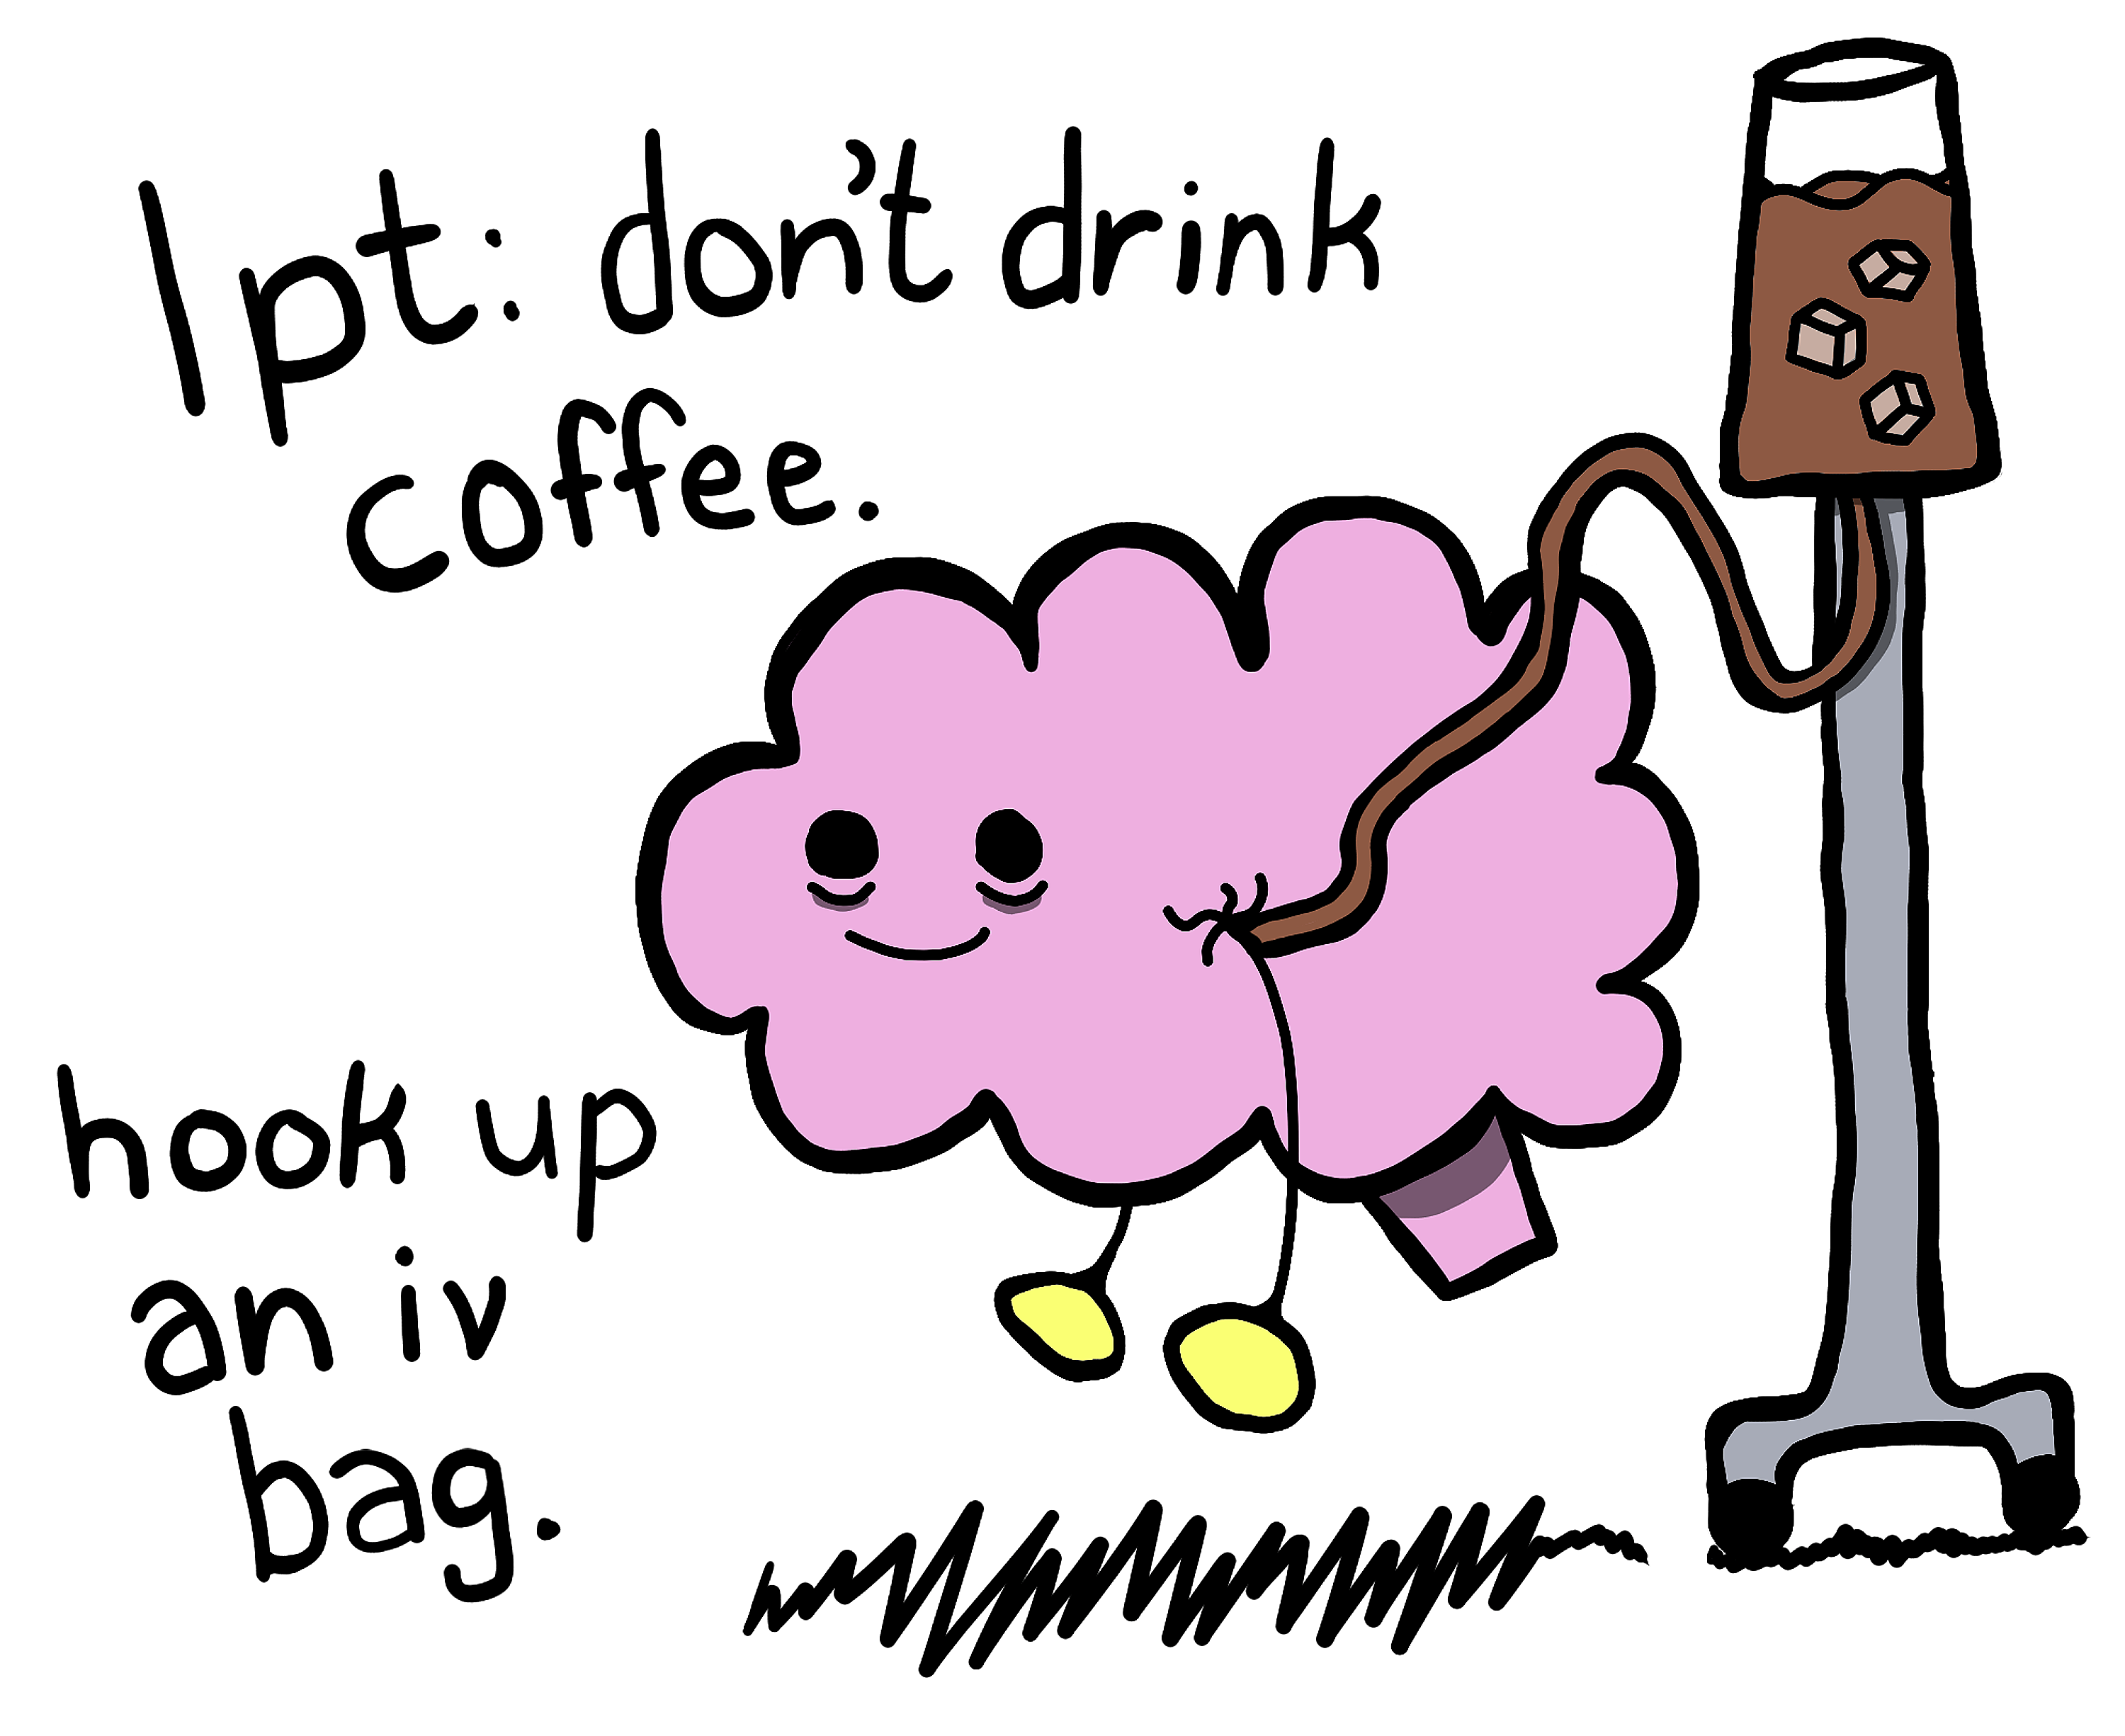 lpt: don't drink
coffee.
hook up
an iv
bag.